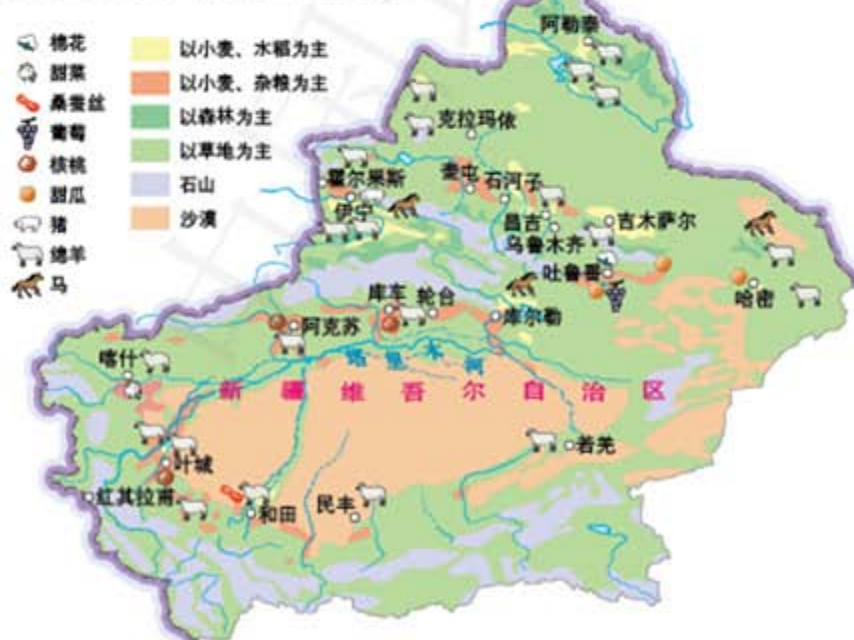 棉花
甜菜
桑蚕丝
葡萄
核桃
甜瓜
猪
绵羊
马
以小麦、水稻为主
以小麦、杂粮为主
以森林为主
以草地为主
石山
沙漠
阿勒泰
克拉玛依
霍尔果斯
奎屯
石河子
伊宁
昌吉
吉木萨尔
乌鲁木齐
吐鲁番
哈密
库车
轮台
库尔勒
阿克苏
塔里木河
喀什
新疆维吾尔自治区
若羌
叶城
红其拉甫
和田
民丰